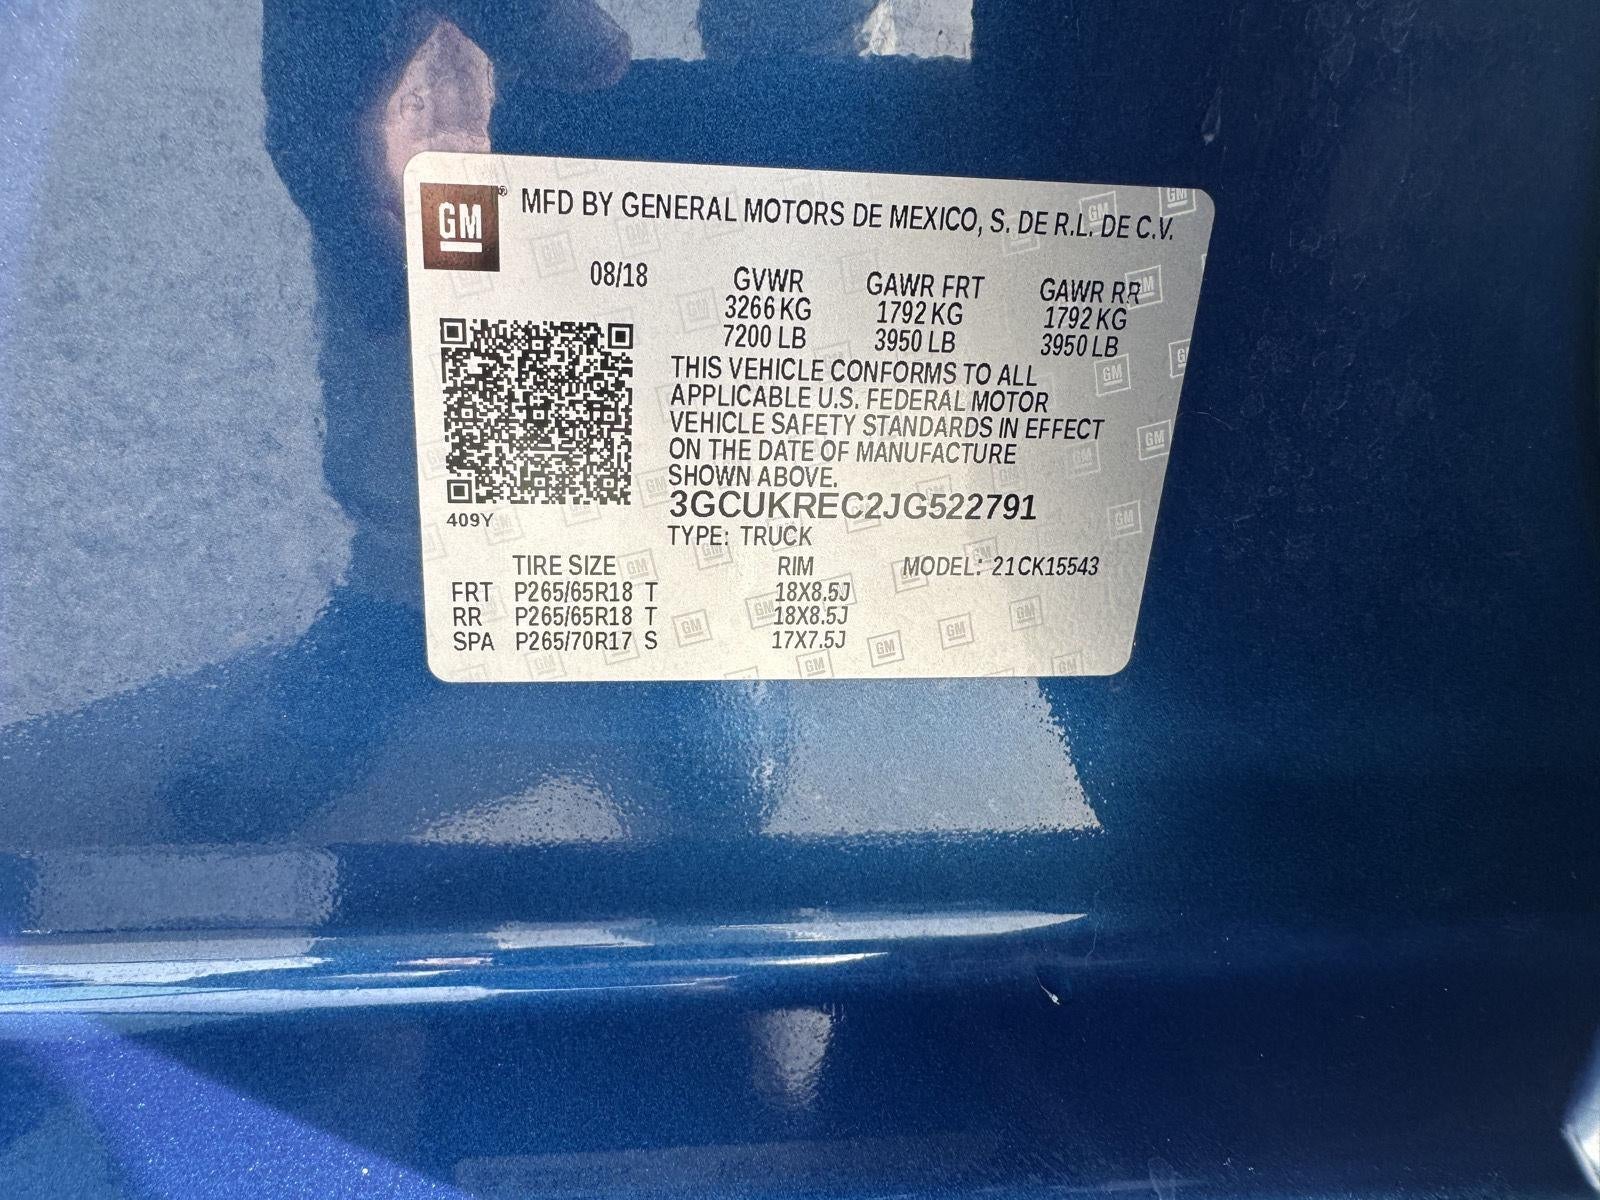 GM® MFD BY GENERAL MOTORS DE MEXICO, S. DE R.L. DE C.V.
08/18 GVWR GAWR FRT GAWR RR
3266 KG 1792 KG 1792 KG
7200 LB 3950 LB 3950 LB
THIS VEHICLE CONFORMS TO ALL
APPLICABLE U.S. FEDERAL MOTOR
VEHICLE SAFETY STANDARDS IN EFFECT
ON THE DATE OF MANUFACTURE
SHOWN ABOVE.
3GCUKREC2JG522791
409Y
TYPE: TRUCK
TIRE SIZE RIM MODEL: 21CK15543
FRT P265/65R18 T 18X8.5J
RR P265/65R18 T 18X8.5J
SPA P265/70R17 S 17X7.5J